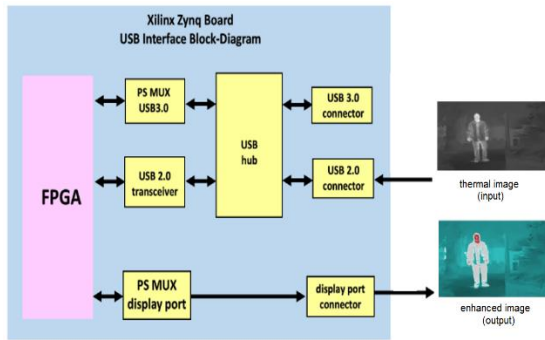 Xilinx Zynq Board
USB Interface Block-Diagram
FPGA
PS MUX
USB3.0
USB
hub
USB 3.0
connector
USB 2.0
transceiver
USB 2.0
connector
PS MUX
display port
display port
connector
thermal image
(input)
enhanced image
(output)